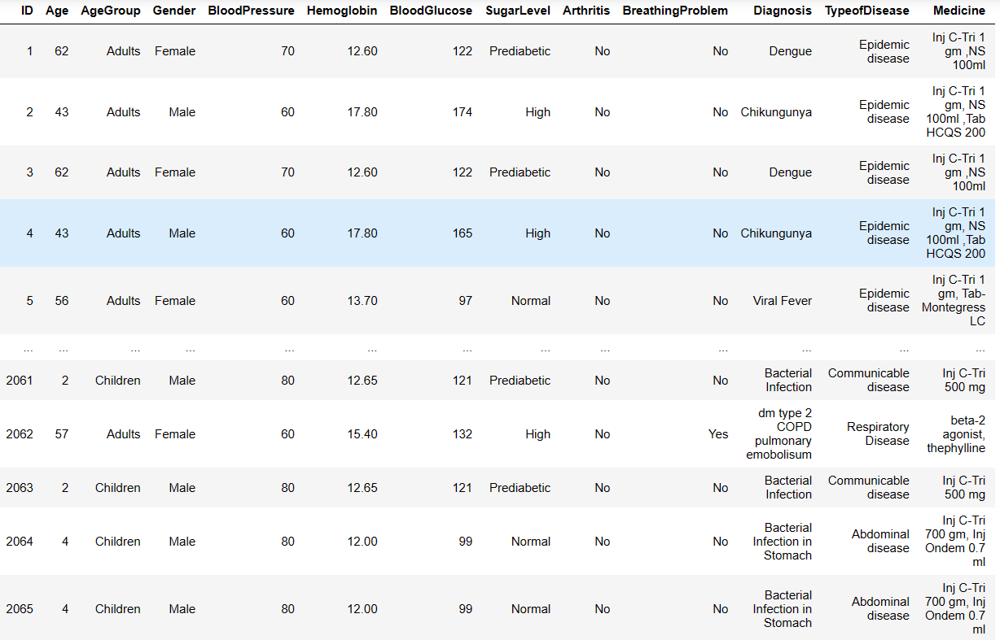 ID Age AgeGroup Gender BloodPressure Hemoglobin BloodGlucose SugarLevel Arthritis BreathingProblem Diagnosis TypeofDisease Medicine
1 62 Adults Female 70 12.60 122 Prediabetic No No Dengue Epidemic disease Inj C-Tri 1 gm ,NS 100ml
2 43 Adults Male 60 17.80 174 High No No Chikungunya Epidemic disease Inj C-Tri 1 gm, NS 100ml ,Tab HCQS 200
3 62 Adults Female 70 12.60 122 Prediabetic No No Dengue Epidemic disease Inj C-Tri 1 gm ,NS 100ml
4 43 Adults Male 60 17.80 165 High No No Chikungunya Epidemic disease Inj C-Tri 1 gm, NS 100ml ,Tab HCQS 200
5 56 Adults Female 60 13.70 97 Normal No No Viral Fever Epidemic disease Inj C-Tri 1 gm, Tab-Montegress LC
... ... ... ... ... ... ... ... ... ... ... ... ...
2061 2 Children Male 80 12.65 121 Prediabetic No No Bacterial Infection Communicable disease Inj C-Tri 500 mg
2062 57 Adults Female 60 15.40 132 High No Yes dm type 2 COPD pulmonary emobolisum Respiratory Disease beta-2 agonist, thephylline
2063 2 Children Male 80 12.65 121 Prediabetic No No Bacterial Infection Communicable disease Inj C-Tri 500 mg
2064 4 Children Male 80 12.00 99 Normal No No Bacterial Infection in Stomach Abdominal disease Inj C-Tri 700 gm, Inj Ondem 0.7 ml
2065 4 Children Male 80 12.00 99 Normal No No Bacterial Infection in Stomach Abdominal disease Inj C-Tri 700 gm, Inj Ondem 0.7 ml